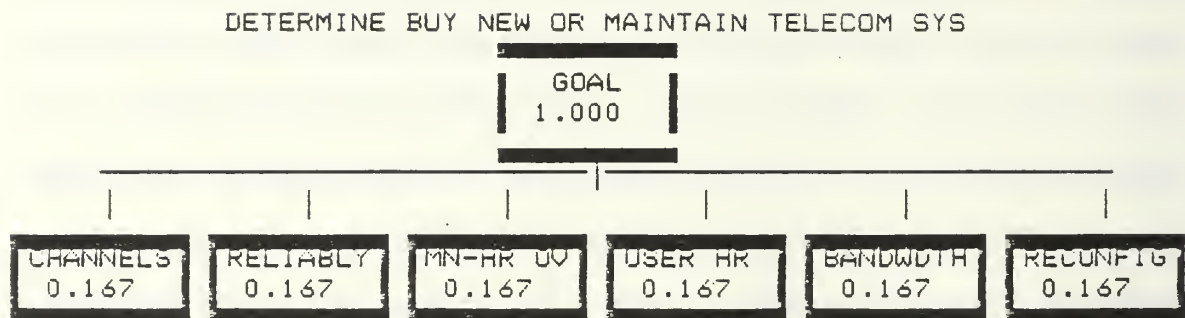 DETERMINE BUY NEW OR MAINTAIN TELECOM SYS
GOAL
1.000
CHANNELS RELIABLY MN-HR OV USER HR BANDWDTH RECONFIG
0.167 0.167 0.167 0.167 0.167 0.167